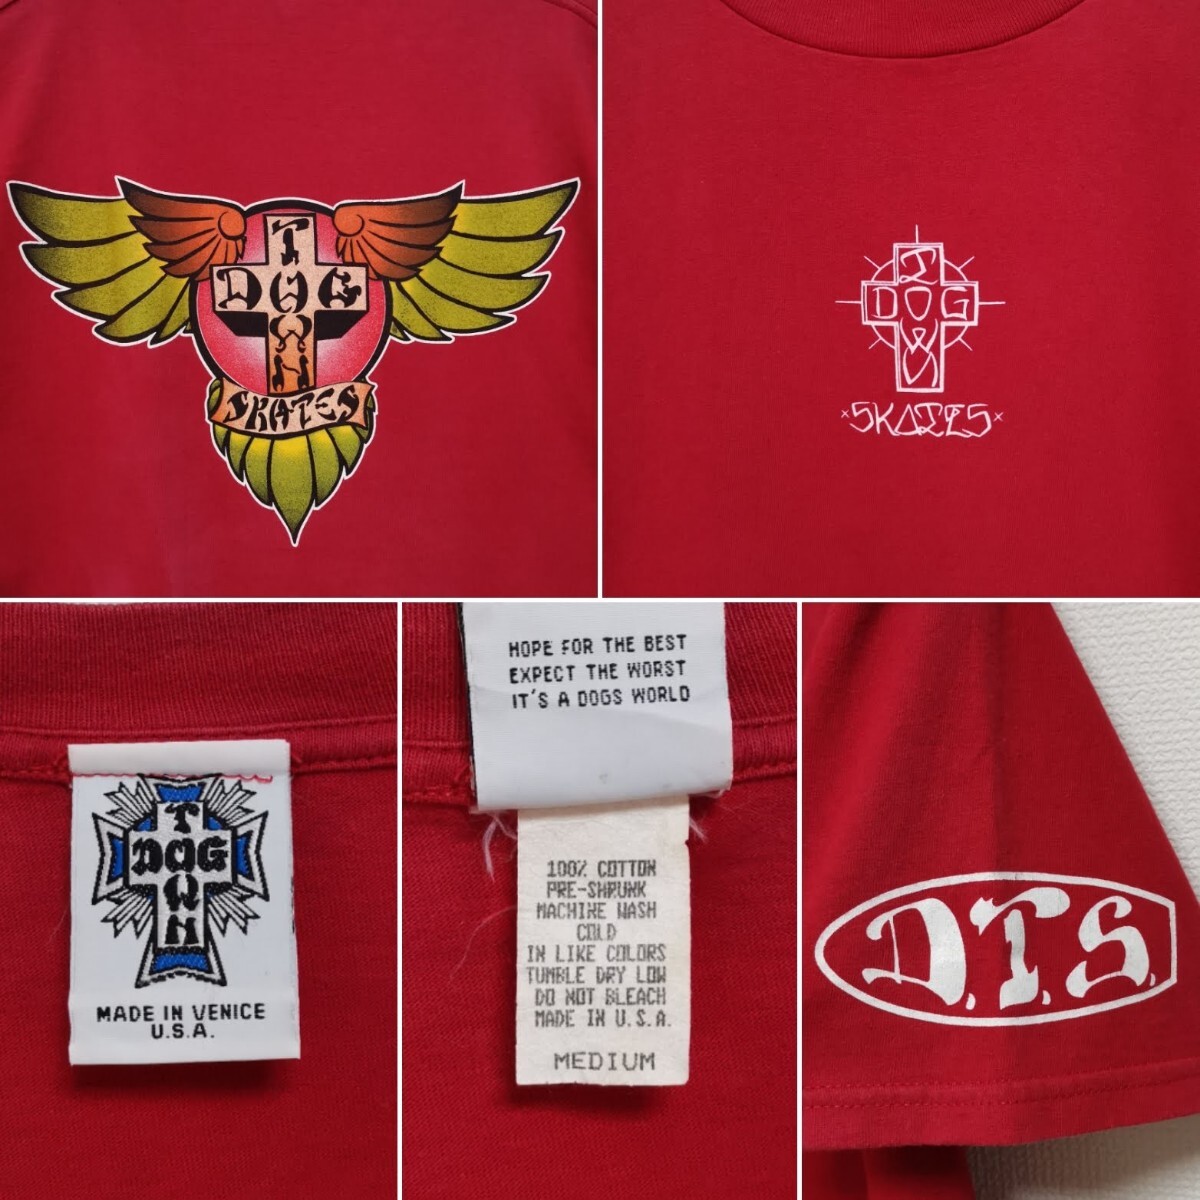 DOG
TOWN
SKATES
DOG
TOWN
×SKATES×
DOG
TOWN
MADE IN VENICE
U.S.A.
HOPE FOR THE BEST
EXPECT THE WORST
IT'S A DOGS WORLD
100% COTTON
PRE-SHRUNK
MACHINE WASH
COLD
IN LIKE COLORS
TUMBLE DRY LOW
DO NOT BLEACH
MADE IN U.S.A.
MEDIUM
D.T.S.